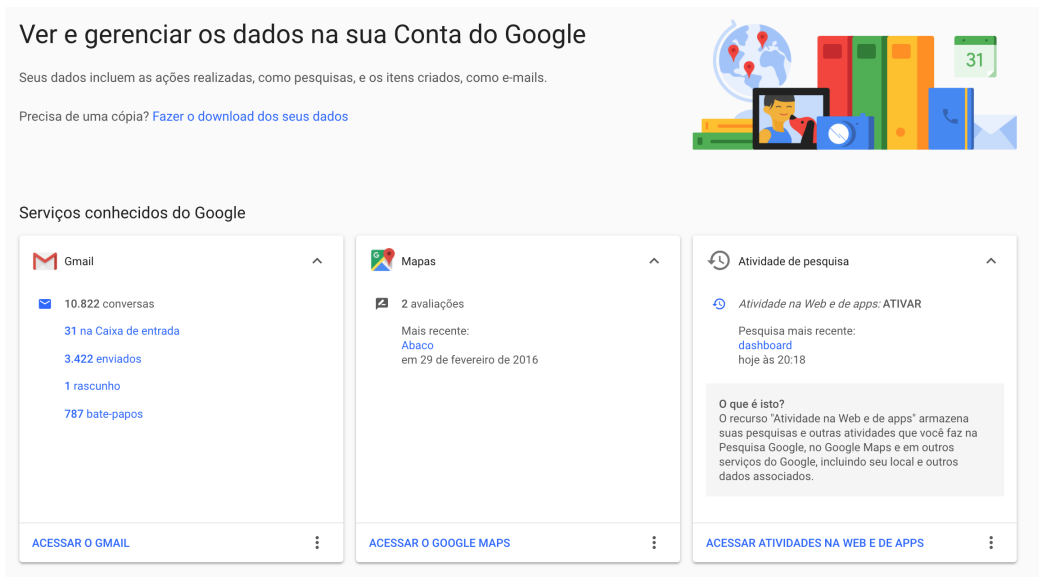 Ver e gerenciar os dados na sua Conta do Google
Seus dados incluem as ações realizadas, como pesquisas, e os itens criados, como e-mails.
Precisa de uma cópia? Fazer o download dos seus dados
31
Serviços conhecidos do Google
Gmail
10.822 conversas
31 na Caixa de entrada
3.422 enviados
1 rascunho
787 bate-papos
ACESSAR O GMAIL
G
Mapas
2 avaliações
Mais recente:
Abaco
em 29 de fevereiro de 2016
ACESSAR O GOOGLE MAPS
Atividade de pesquisa
Atividade na Web e de apps: ATIVAR
Pesquisa mais recente:
dashboard
hoje às 20:18
O que é isto?
O recurso "Atividade na Web e de apps" armazena
suas pesquisas e outras atividades que você faz na
Pesquisa Google, no Google Maps e em outros
serviços do Google, incluindo seu local e outros
dados associados.
ACESSAR ATIVIDADES NA WEB E DE APPS